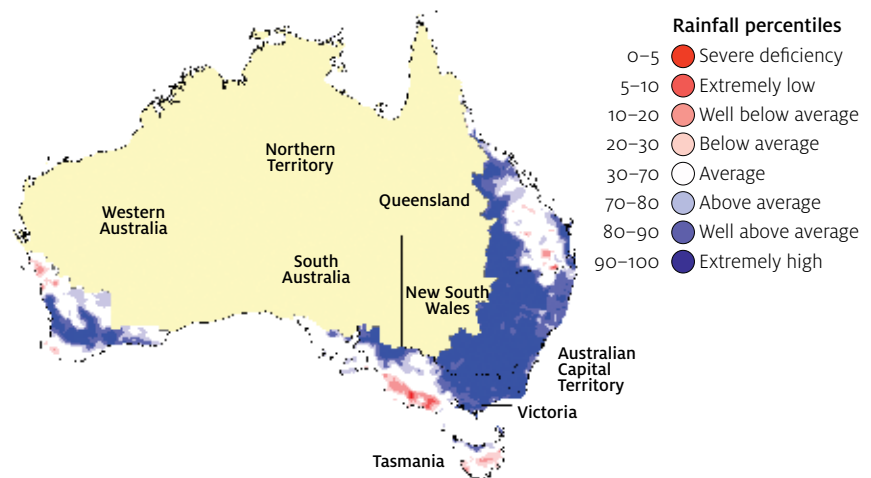 Rainfall percentiles
0–5 Severe deficiency
5–10 Extremely low
10–20 Well below average
20–30 Below average
30–70 Average
70–80 Above average
80–90 Well above average
90–100 Extremely high
Northern
Territory
Queensland
Western
Australia
South
Australia
New South
Wales
Australian
Capital
Territory
Victoria
Tasmania